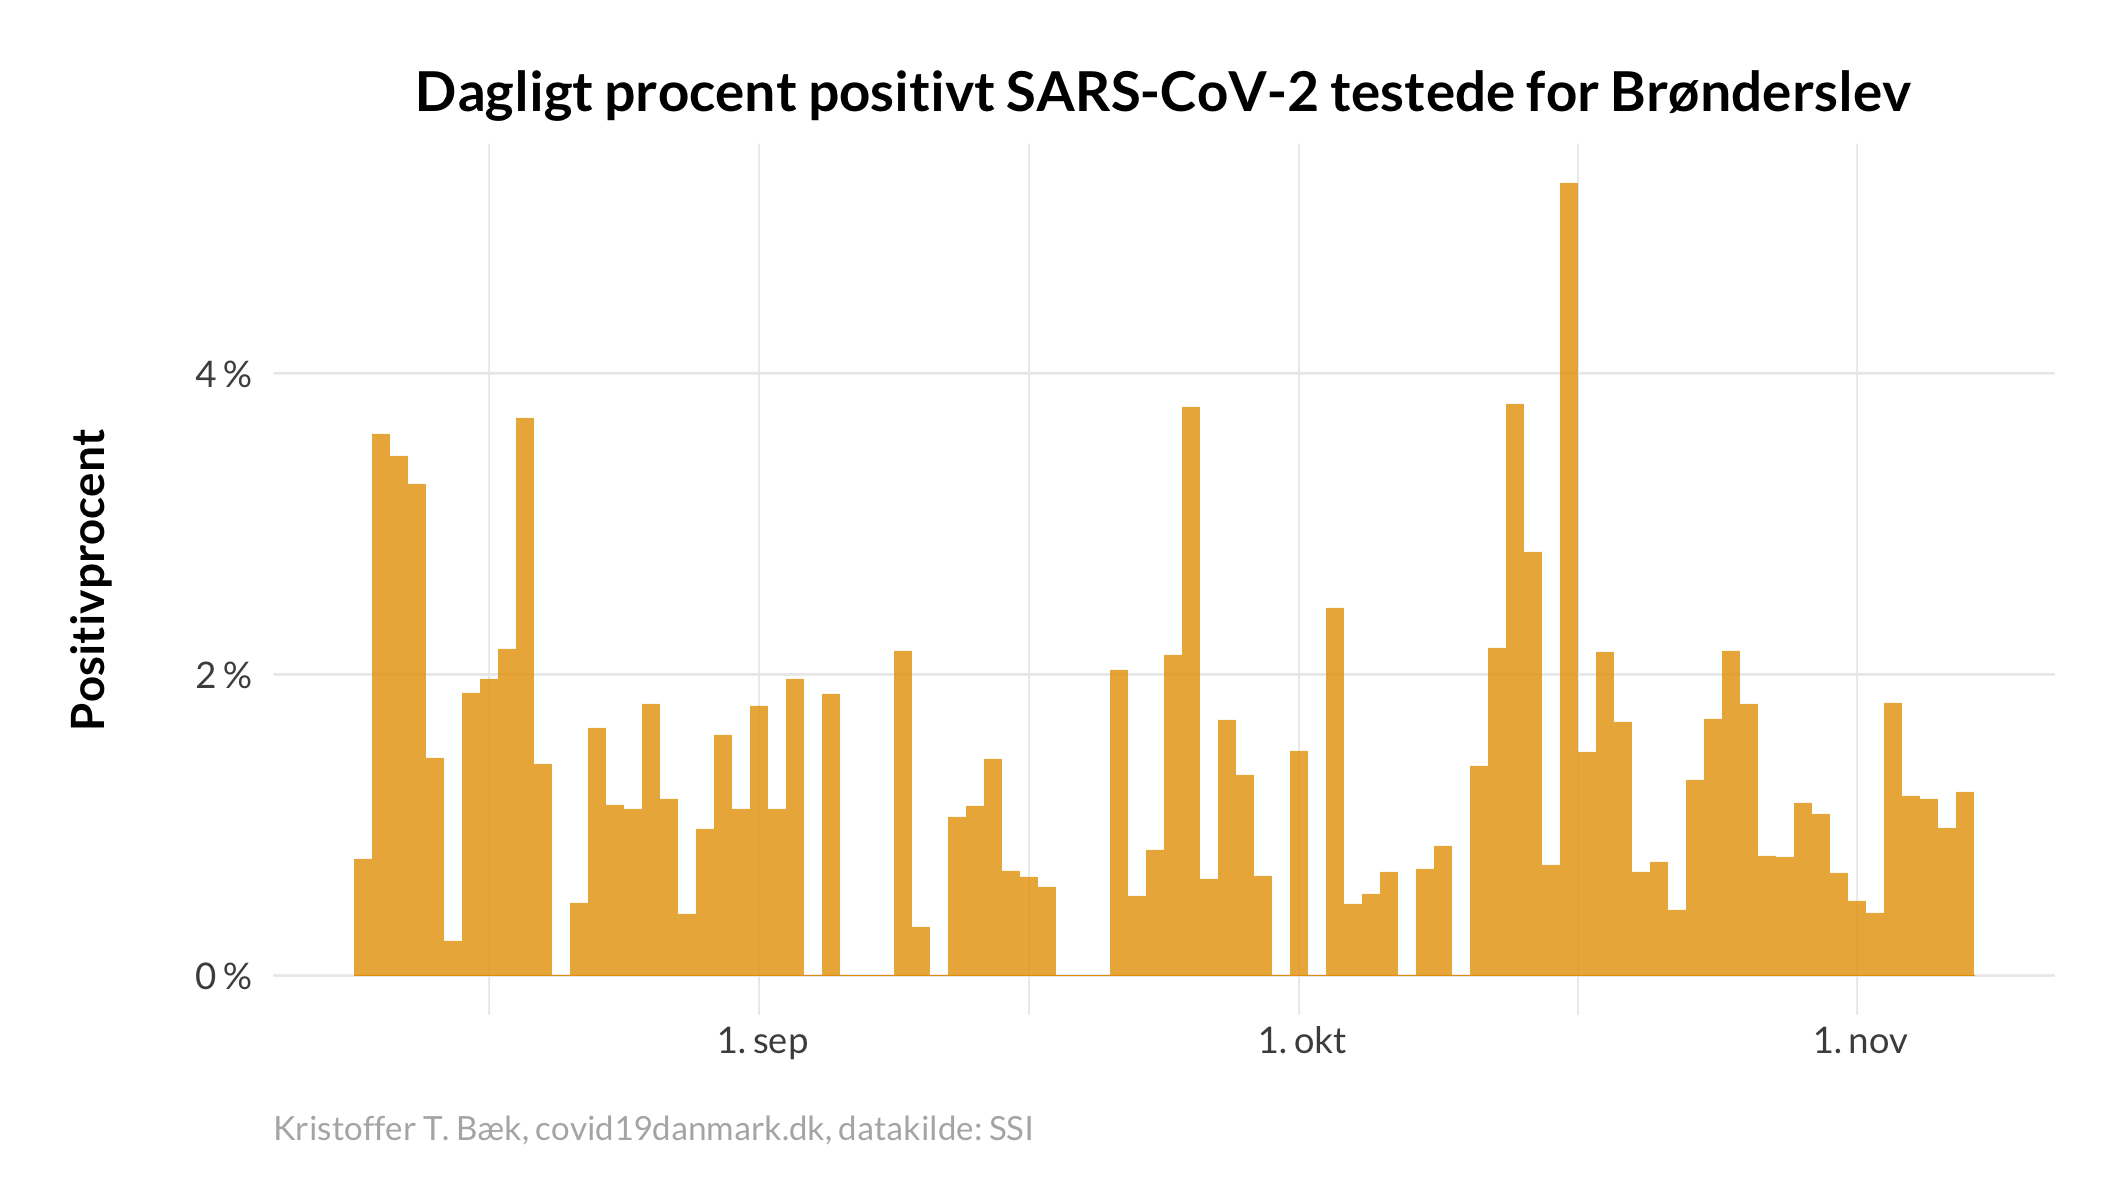 Dagligt procent positivt SARS-CoV-2 testede for Brønderslev
Positivprocent
4 %
2 %
0 %
1. sep
1. okt
1. nov
Kristoffer T. Bæk, covid19danmark.dk, datakilde: SSI